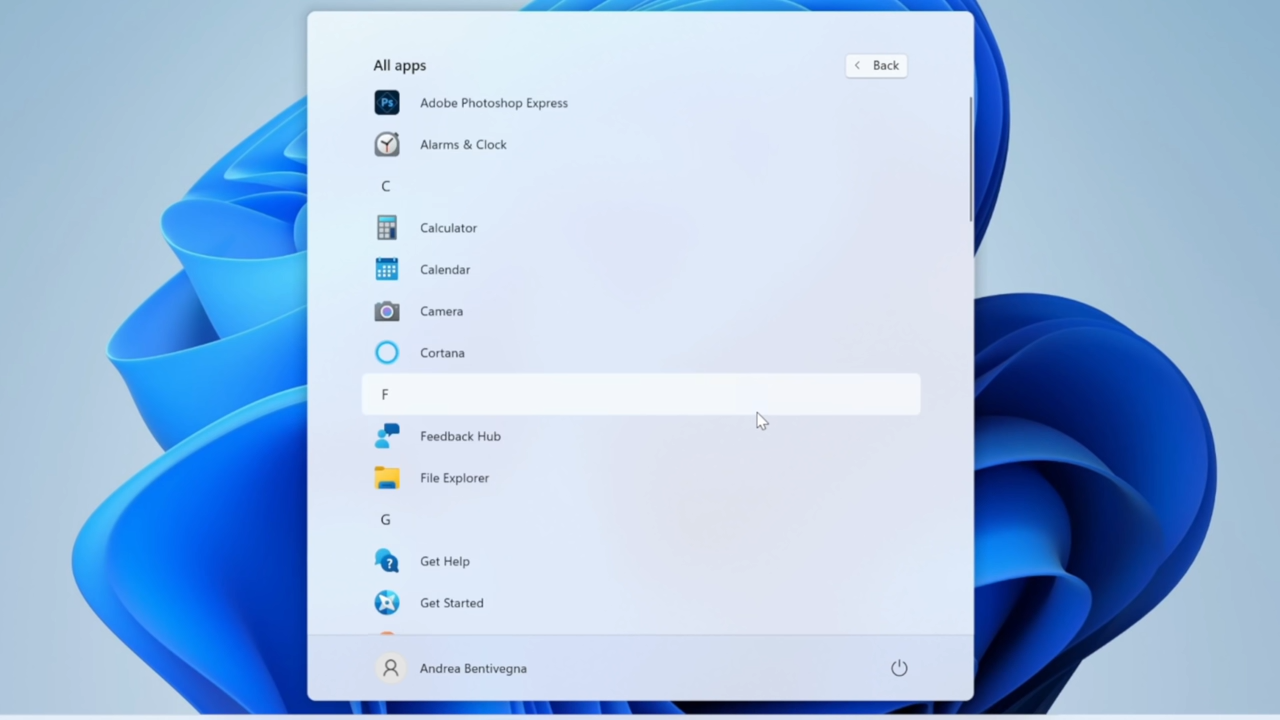 All apps
Back
Ps
Adobe Photoshop Express
Alarms & Clock
C
Calculator
Calendar
Camera
Cortana
F
Feedback Hub
File Explorer
G
?
Get Help
Get Started
Andrea Bentivegna